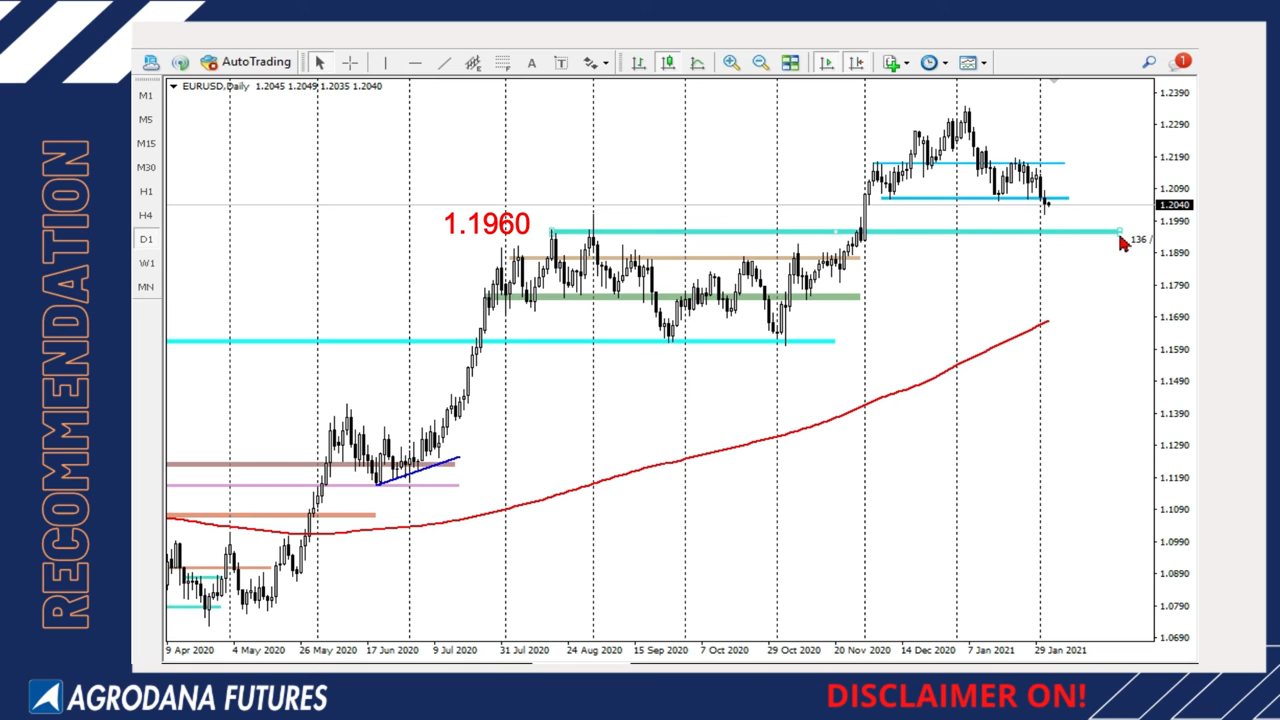 RECOMMENDATION
AutoTrading
1
M1
M5
M15
M30
H1
H4
D1
W1
MN
EURUSD,Daily 1.2045 1.2049 1.2035 1.2040
1.1960
136 /
1.2390
1.2290
1.2190
1.2090
1.2040
1.1990
1.1890
1.1790
1.1690
1.1590
1.1490
1.1390
1.1290
1.1190
1.1090
1.0990
1.0890
1.0790
1.0690
9 Apr 2020 4 May 2020 26 May 2020 17 Jun 2020 9 Jul 2020 31 Jul 2020 24 Aug 2020 15 Sep 2020 7 Oct 2020 29 Oct 2020 20 Nov 2020 14 Dec 2020 7 Jan 2021 29 Jan 2021
AGRODANA FUTURES
DISCLAIMER ON!